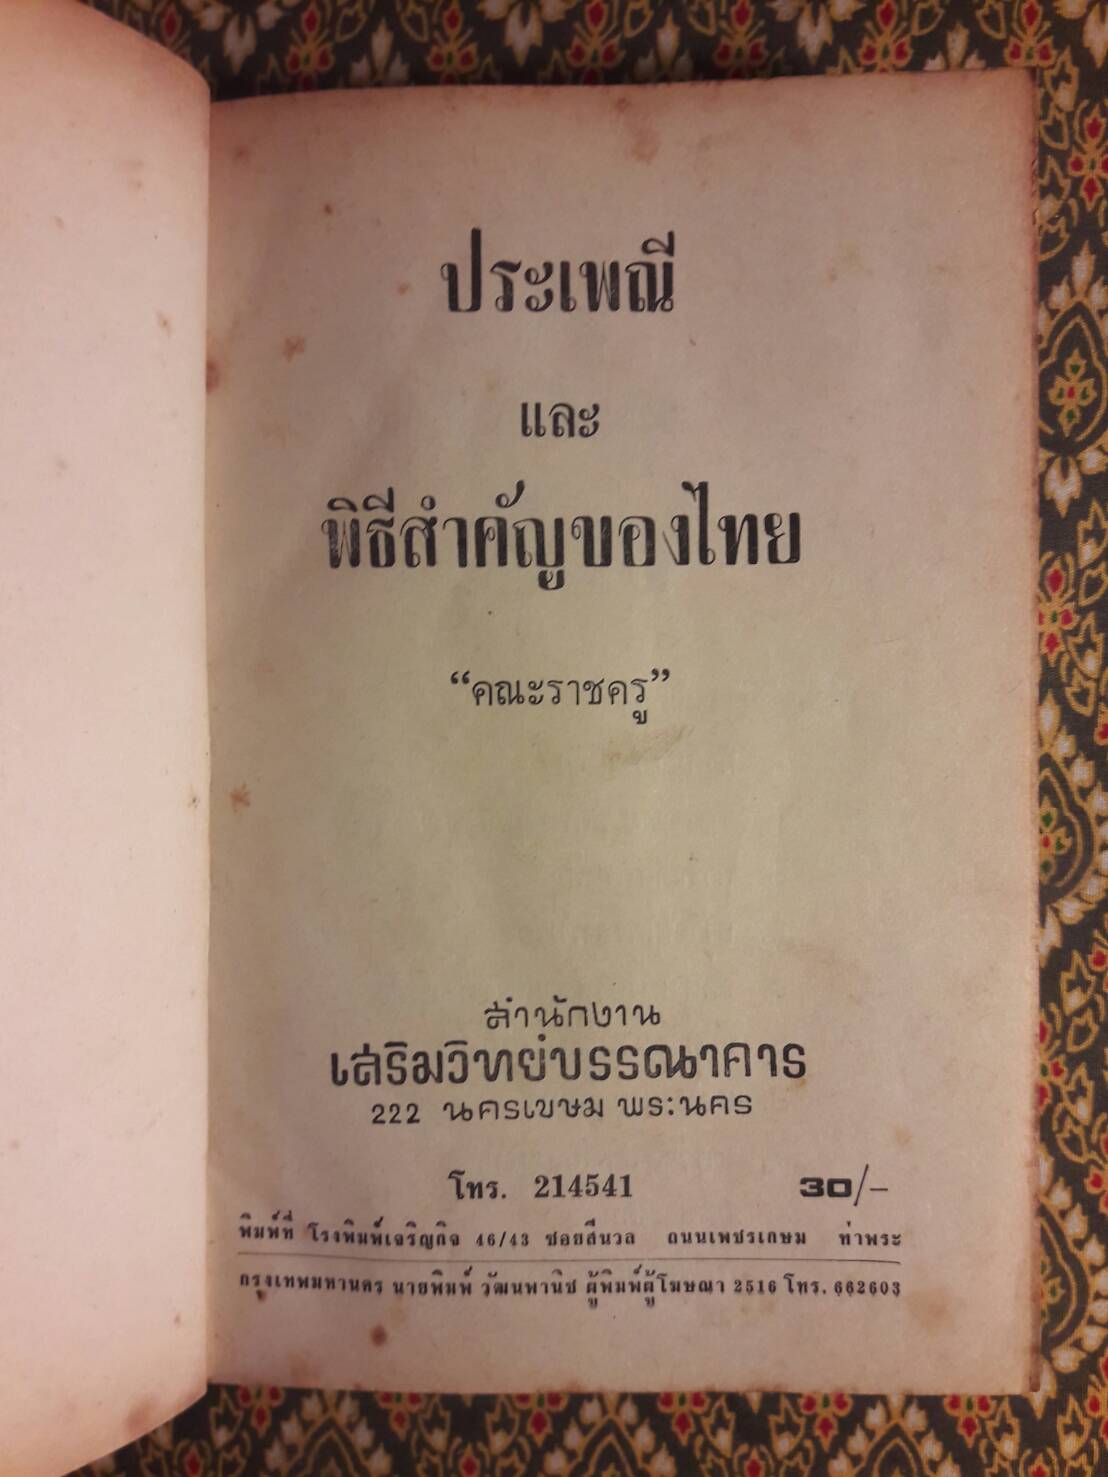 ประเพณี
และ
พิธีสำคัญของไทย
“คณะราชครู”
สำนักงาน
เสริมวิทย์บรรณาคาร
222 นครเขษม พระนคร
โทร. 214541 30/–
พิมพ์ที่ โรงพิมพ์เจริญกิจ 46/43 ซอยสีนวล ถนนเพชรเกษม ท่าพระ
กรุงเทพมหานคร นายพิมพ์ วัฒนพานิช ผู้พิมพ์ผู้โฆษณา 2516 โทร. 662603